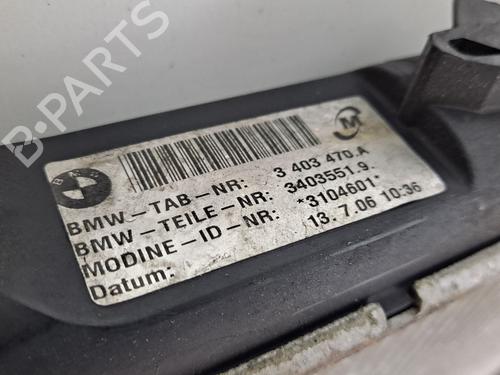 B-PARTS
BMW
M
BMW-TAB-NR: 3 403 470.A
BMW-TEILE-NR: 3403551.9.
MODINE-ID-NR: *3104601*
Datum: 13.7.06 10:36